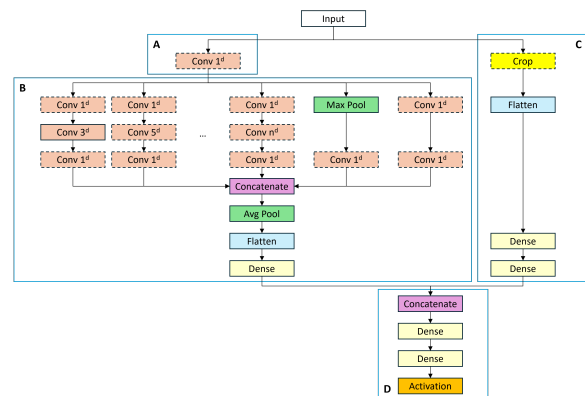 Input
A
C
Conv 1ᵈ
Crop
B
Conv 1ᵈ Conv 1ᵈ Conv 1ᵈ Max Pool Conv 1ᵈ Flatten
Conv 3ᵈ Conv 5ᵈ ... Conv nᵈ
Conv 1ᵈ Conv 1ᵈ Conv 1ᵈ Conv 1ᵈ Conv 1ᵈ
Concatenate
Avg Pool
Flatten Dense
Dense Dense
Concatenate
Dense
Dense
D Activation